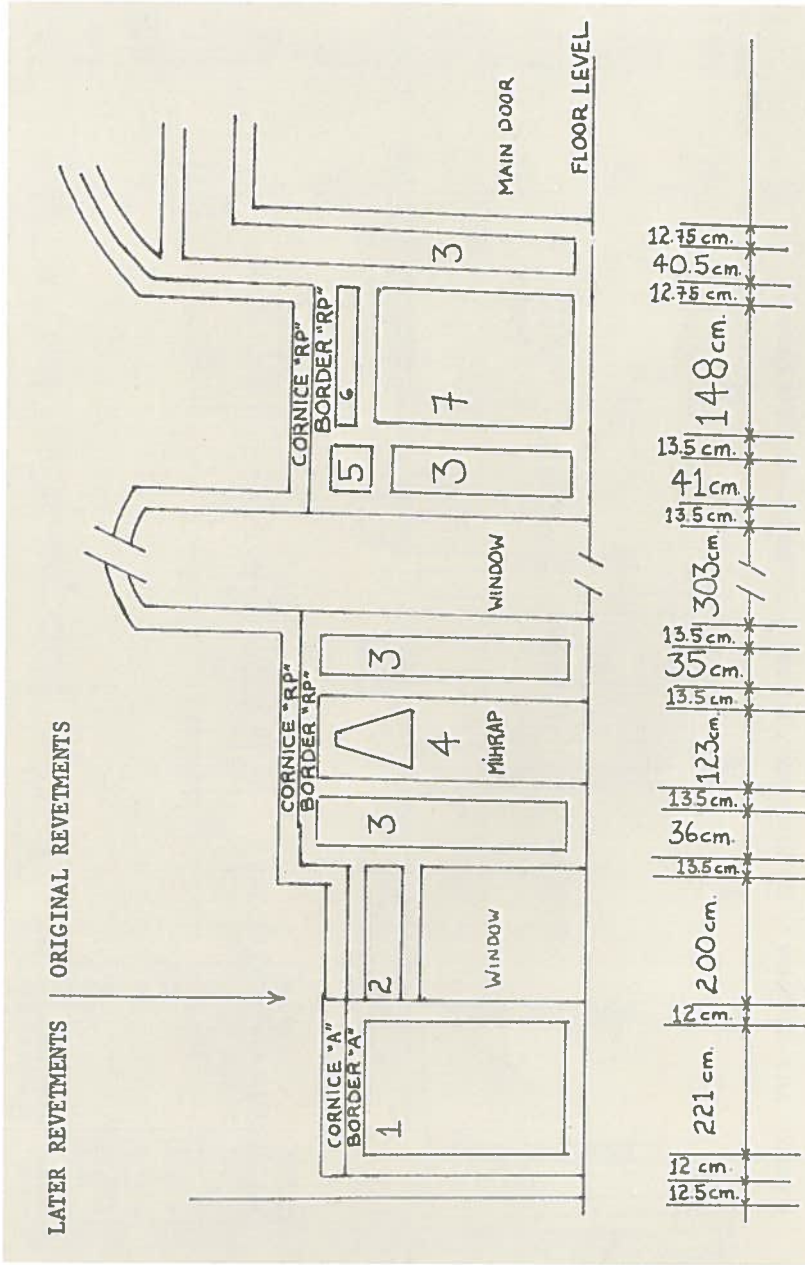 LATER REVETMENTS
ORIGINAL REVETMENTS
CORNICE "A"
BORDER "A"
1
2
WINDOW
CORNICE "RP"
BORDER "RP"
3
4
MİHRAP
3
WINDOW
CORNICE "RP"
BORDER "RP"
5
3
6
7
3
MAIN DOOR
FLOOR LEVEL
12.5cm.
12 cm.
221 cm.
12 cm.
200 cm.
13.5 cm.
36 cm.
13.5 cm.
123 cm.
13.5 cm.
35 cm.
13.5 cm.
303 cm.
13.5 cm.
41 cm.
13.5 cm.
148 cm.
12.75 cm.
40.5 cm.
12.75 cm.